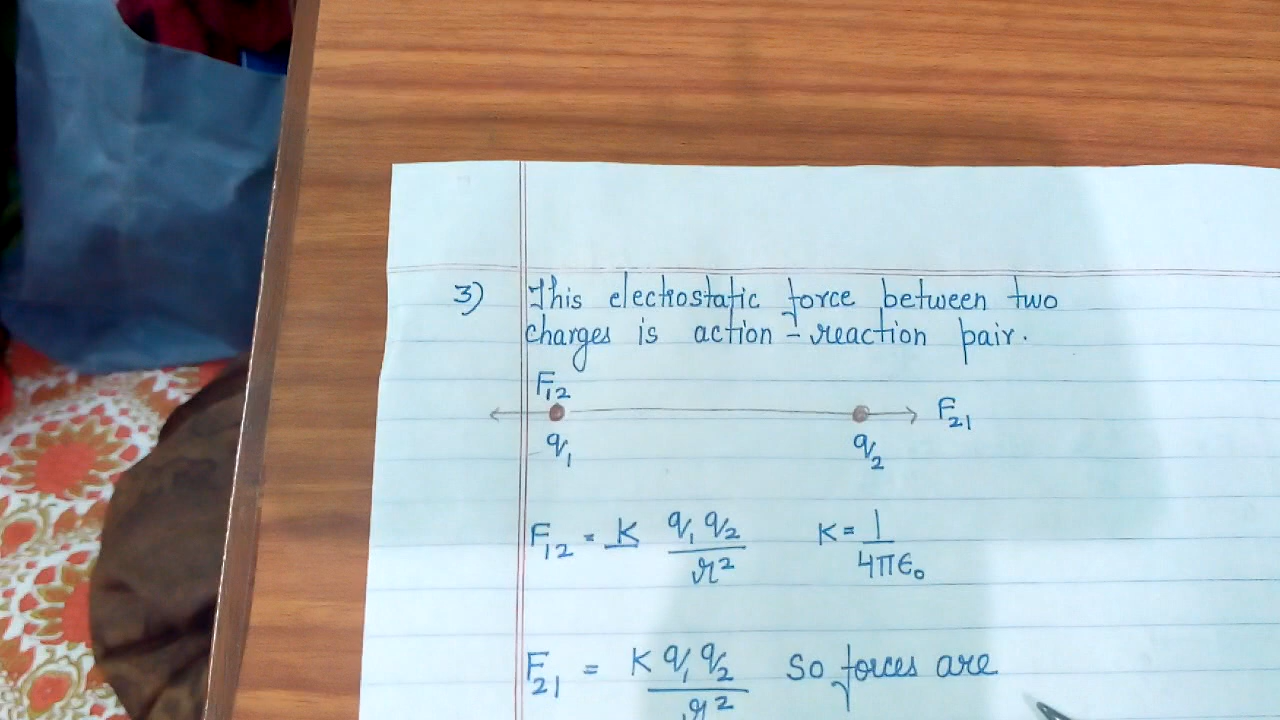 3) This electrostatic force between two
charges is action - reaction pair.
F₁₂
F₂₁
q₁ q₂
F₁₂ = K q₁ q₂ / r² K = 1 / 4πϵ₀
F₂₁ = K q₁ q₂ / r² So forces are